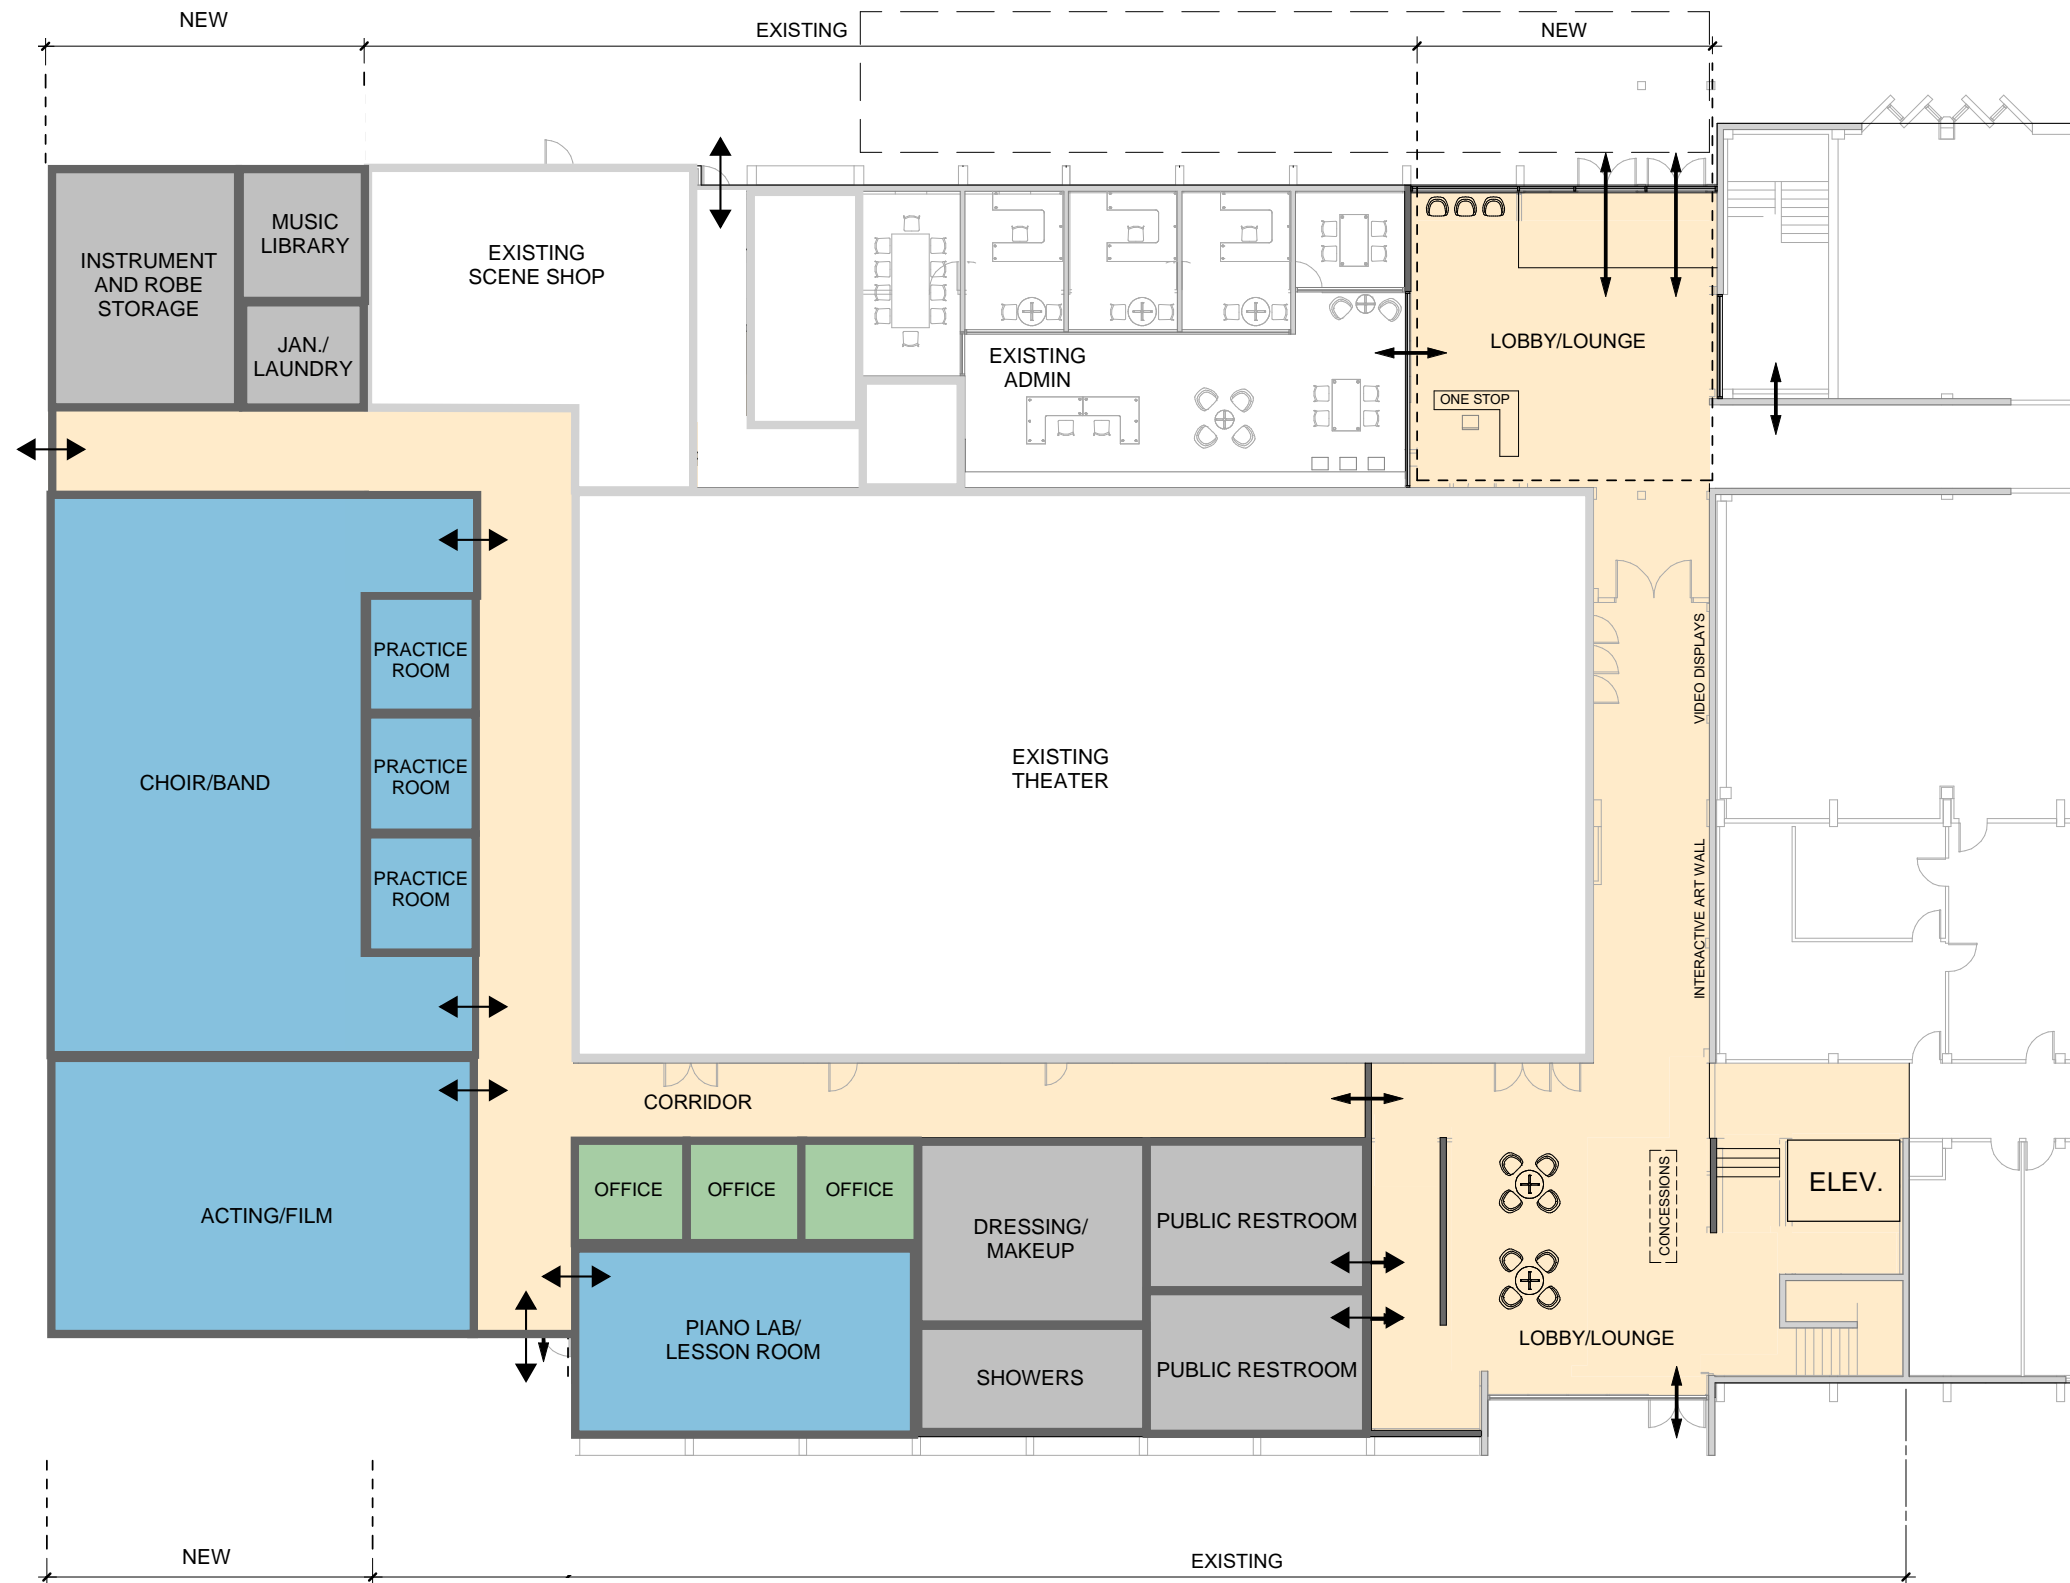 NEW
EXISTING
NEW
INSTRUMENT
AND ROBE
STORAGE
MUSIC
LIBRARY
JAN./
LAUNDRY
EXISTING
SCENE SHOP
EXISTING
ADMIN
LOBBY/LOUNGE
ONE STOP
CHOIR/BAND
PRACTICE
ROOM
PRACTICE
ROOM
PRACTICE
ROOM
EXISTING
THEATER
VIDEO DISPLAYS
INTERACTIVE ART WALL
CORRIDOR
ACTING/FILM
OFFICE
OFFICE
OFFICE
PIANO LAB/
LESSON ROOM
DRESSING/
MAKEUP
SHOWERS
PUBLIC RESTROOM
PUBLIC RESTROOM
CONCESSIONS
ELEV.
LOBBY/LOUNGE
NEW
EXISTING